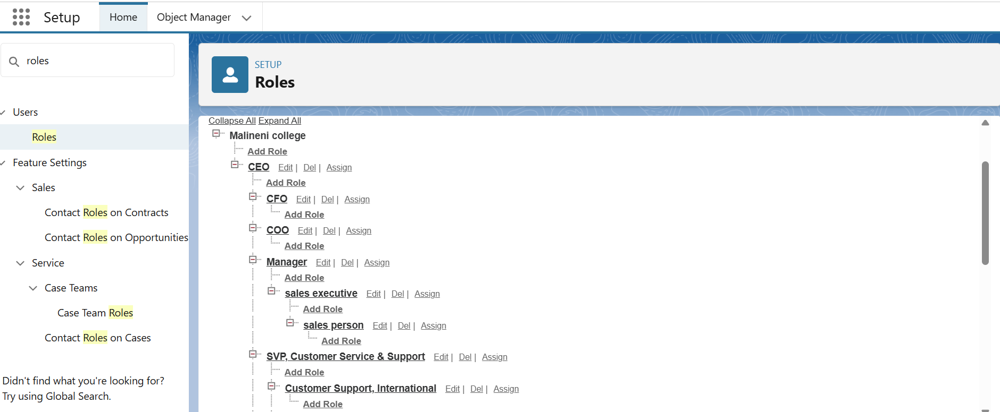 Setup
Home
Object Manager
roles
Users
Roles
Feature Settings
Sales
Contact Roles on Contracts
Contact Roles on Opportunities
Service
Case Teams
Case Team Roles
Contact Roles on Cases
Didn't find what you're looking for?
Try using Global Search.
SETUP
Roles
Collapse All Expand All
Malineni college
Add Role
CEO Edit | Del | Assign
Add Role
CFO Edit | Del | Assign
Add Role
COO Edit | Del | Assign
Add Role
Manager Edit | Del | Assign
Add Role
sales executive Edit | Del | Assign
Add Role
sales person Edit | Del | Assign
Add Role
SVP, Customer Service & Support Edit | Del | Assign
Add Role
Customer Support, International Edit | Del | Assign
Add Role